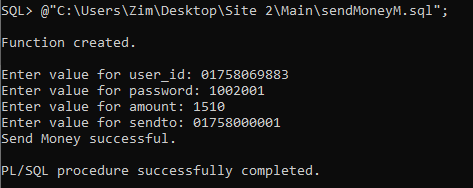 SQL> @"C:\Users\Zim\Desktop\Site 2\Main\sendMoneyM.sql";
Function created.
Enter value for user_id: 01758069883
Enter value for password: 1002001
Enter value for amount: 1510
Enter value for sendto: 01758000001
Send Money successful.
PL/SQL procedure successfully completed.